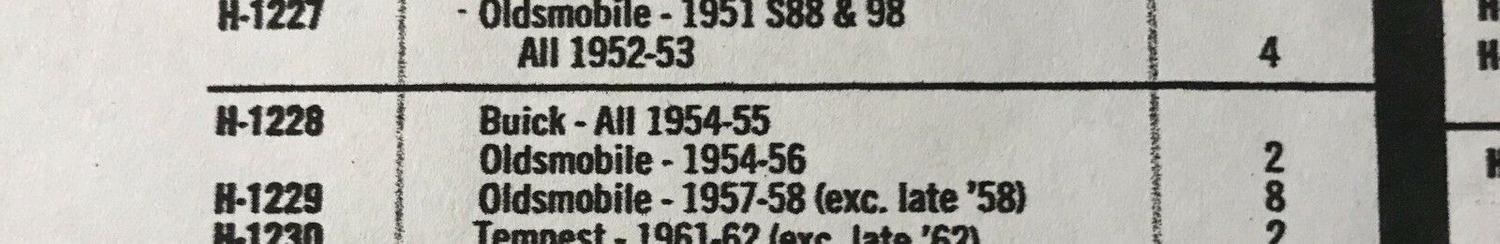 H-1227 - Oldsmobile - 1951 S88 & 98
All 1952-53 4
H-1228 Buick - All 1954-55
Oldsmobile - 1954-56 2
H-1229 Oldsmobile - 1957-58 (exc. late '58) 8
H-1230 Tempest - 1961-62 (exc. late '62) 2